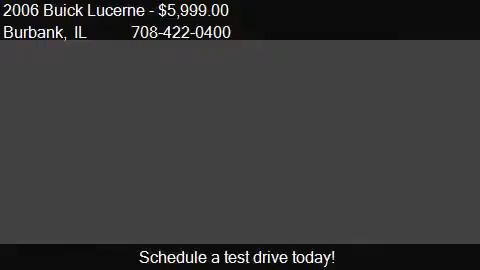 2006 Buick Lucerne - $5,999.00
Burbank, IL 708-422-0400
Schedule a test drive today!